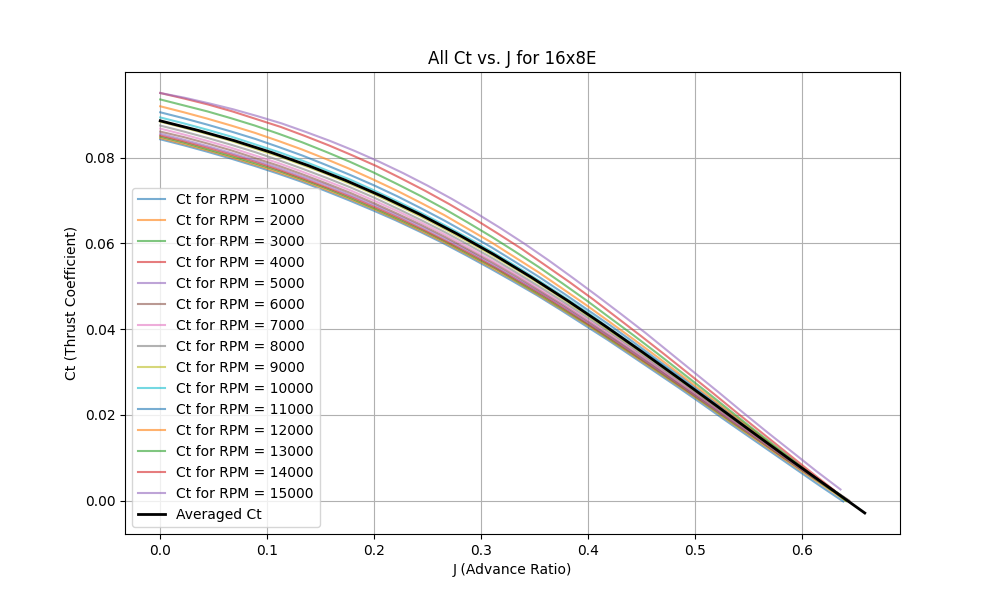 All Ct vs. J for 16x8E
Ct (Thrust Coefficient)
0.08
0.06
0.04
0.02
0.00
Ct for RPM = 1000
Ct for RPM = 2000
Ct for RPM = 3000
Ct for RPM = 4000
Ct for RPM = 5000
Ct for RPM = 6000
Ct for RPM = 7000
Ct for RPM = 8000
Ct for RPM = 9000
Ct for RPM = 10000
Ct for RPM = 11000
Ct for RPM = 12000
Ct for RPM = 13000
Ct for RPM = 14000
Ct for RPM = 15000
Averaged Ct
0.0 0.1 0.2 0.3 0.4 0.5 0.6
J (Advance Ratio)